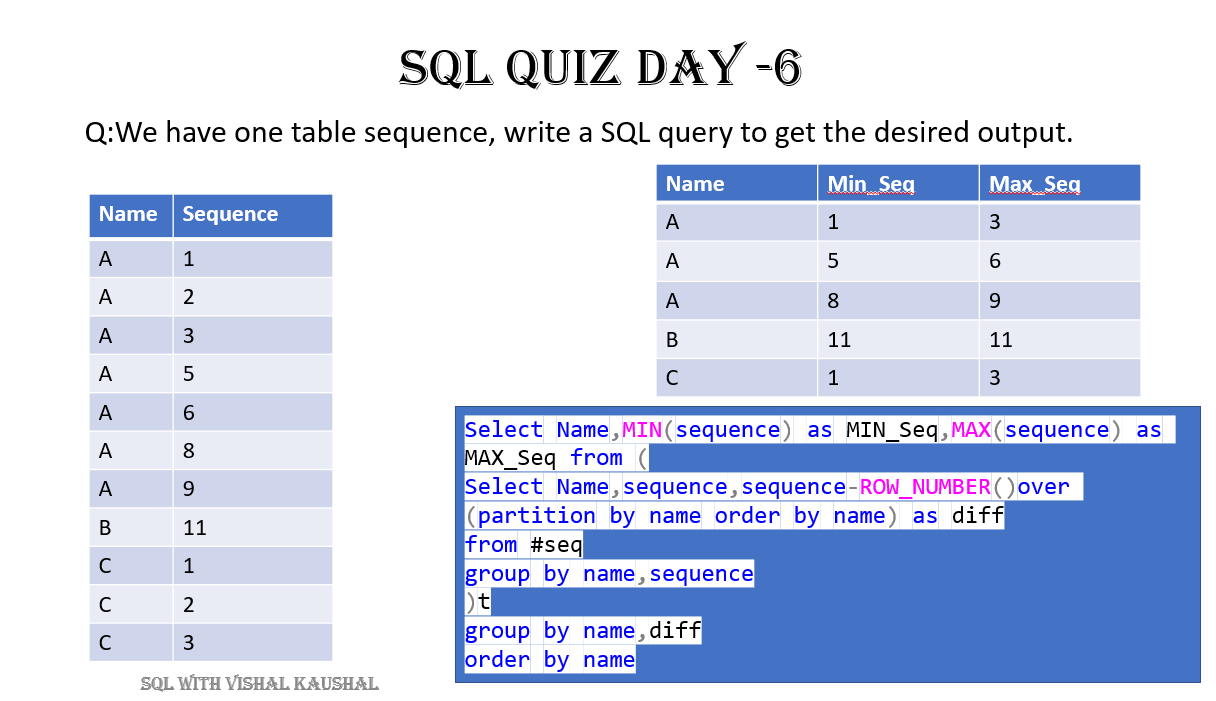 SQL QUIZ DAY -6
Q:We have one table sequence, write a SQL query to get the desired output.
Name Sequence
A 1
A 2
A 3
A 5
A 6
A 8
A 9
B 11
C 1
C 2
C 3
SQL WITH VISHAL KAUSHAL
Name Min_Seq Max_Seq
A 1 3
A 5 6
A 8 9
B 11 11
C 1 3
Select Name,MIN(sequence) as MIN_Seq,MAX(sequence) as
MAX_Seq from (
Select Name,sequence,sequence-ROW_NUMBER()over
(partition by name order by name) as diff
from #seq
group by name,sequence
)t
group by name,diff
order by name